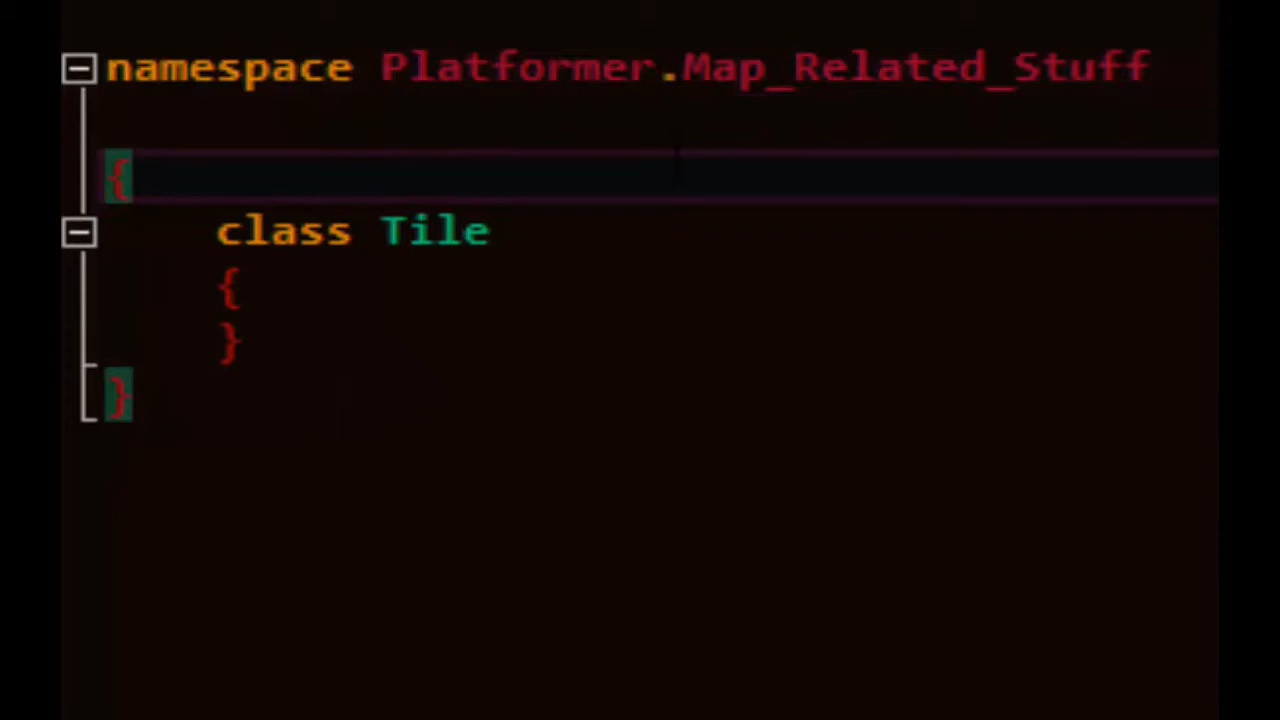 namespace Platformer.Map_Related_Stuff
{
class Tile
{
}
}